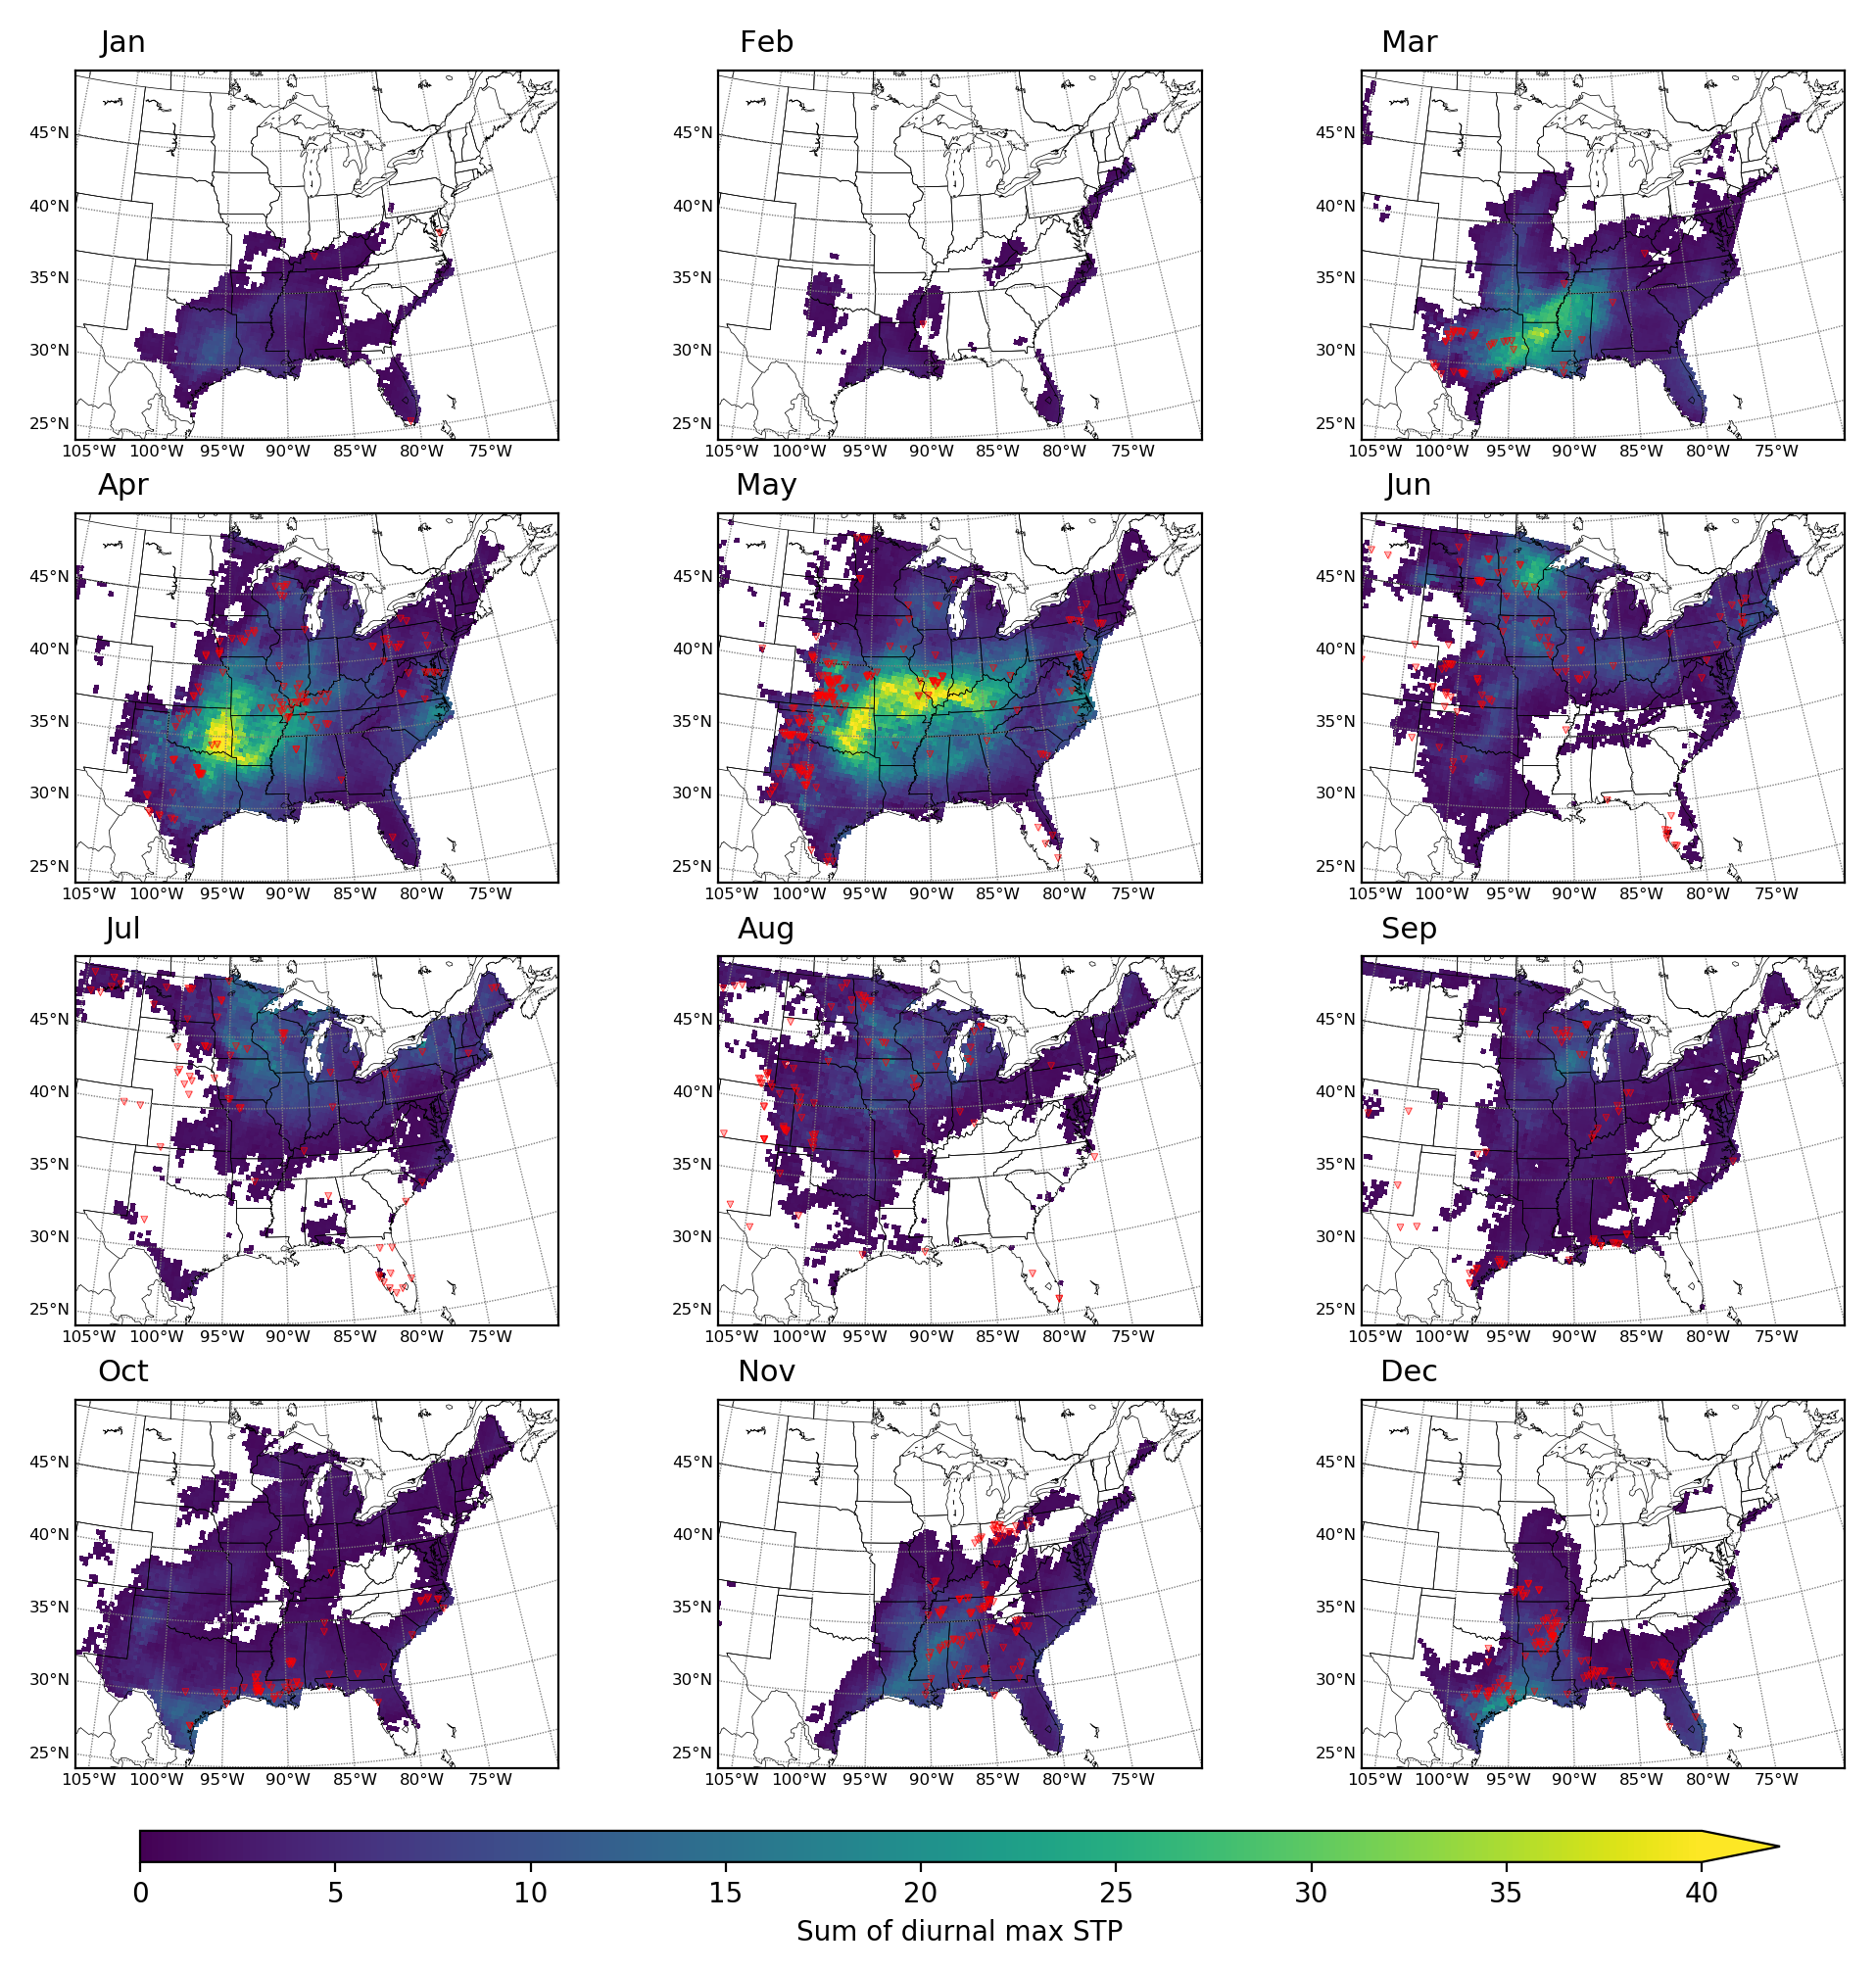 Jan Feb Mar
45°N 45°N 45°N
40°N 40°N 40°N
35°N 35°N 35°N
30°N 30°N 30°N
25°N 25°N 25°N
105°W 100°W 95°W 90°W 85°W 80°W 75°W 105°W 100°W 95°W 90°W 85°W 80°W 75°W 105°W 100°W 95°W 90°W 85°W 80°W 75°W
Apr May Jun
45°N 45°N 45°N
40°N 40°N 40°N
35°N 35°N 35°N
30°N 30°N 30°N
25°N 25°N 25°N
105°W 100°W 95°W 90°W 85°W 80°W 75°W 105°W 100°W 95°W 90°W 85°W 80°W 75°W 105°W 100°W 95°W 90°W 85°W 80°W 75°W
Jul Aug Sep
45°N 45°N 45°N
40°N 40°N 40°N
35°N 35°N 35°N
30°N 30°N 30°N
25°N 25°N 25°N
105°W 100°W 95°W 90°W 85°W 80°W 75°W 105°W 100°W 95°W 90°W 85°W 80°W 75°W 105°W 100°W 95°W 90°W 85°W 80°W 75°W
Oct Nov Dec
45°N 45°N 45°N
40°N 40°N 40°N
35°N 35°N 35°N
30°N 30°N 30°N
25°N 25°N 25°N
105°W 100°W 95°W 90°W 85°W 80°W 75°W 105°W 100°W 95°W 90°W 85°W 80°W 75°W 105°W 100°W 95°W 90°W 85°W 80°W 75°W
0 5 10 15 20 25 30 35 40
Sum of diurnal max STP